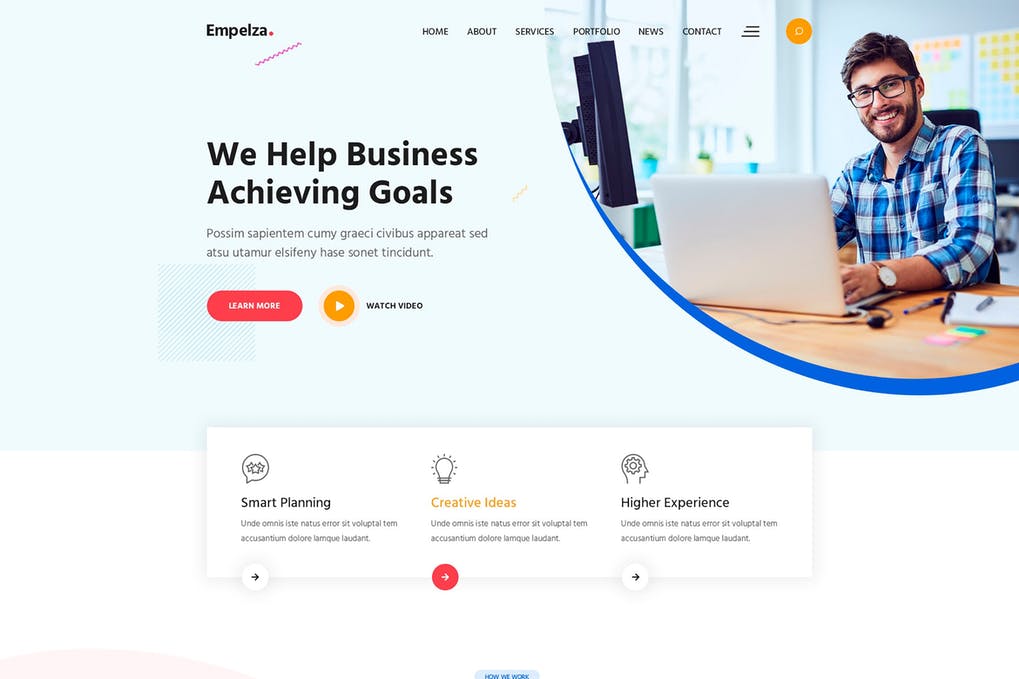 Empelza.
HOME ABOUT SERVICES PORTFOLIO NEWS CONTACT
We Help Business
Achieving Goals
Possim sapientem cumy graeci civibus appareat sed
atsu utamur elsifeny hase sonet tincidunt.
LEARN MORE
WATCH VIDEO
Smart Planning
Unde omnis iste natus error sit voluptal tem
accusantium dolore lamque laudant.
Creative Ideas
Unde omnis iste natus error sit voluptal tem
accusantium dolore lamque laudant.
Higher Experience
Unde omnis iste natus error sit voluptal tem
accusantium dolore lamque laudant.
HOW WE WORK